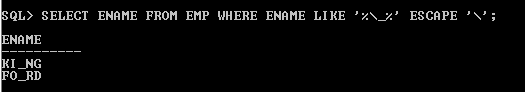 SQL> SELECT ENAME FROM EMP WHERE ENAME LIKE '%\_%' ESCAPE '\';
ENAME
----------
KI_NG
FO_RD